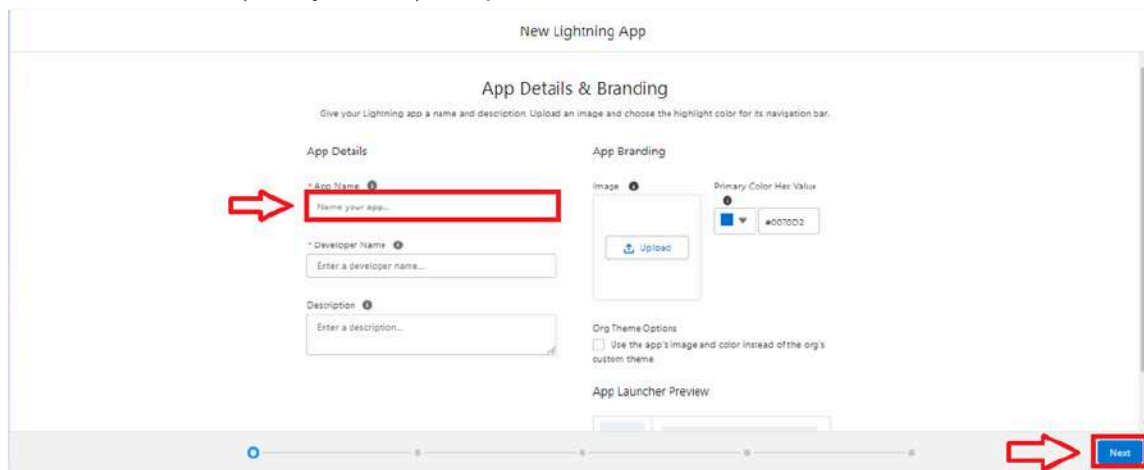 New Lightning App
App Details & Branding
Give your Lightning app a name and description. Upload an image and choose the highlight color for its navigation bar.
App Details
* App Name
Name your app...
* Developer Name
Enter a developer name...
Description
Enter a description...
App Branding
Image
Upload
Primary Color Hex Value
#0070D2
Org Theme Options
Use the app's image and color instead of the org's
custom theme
App Launcher Preview
Next